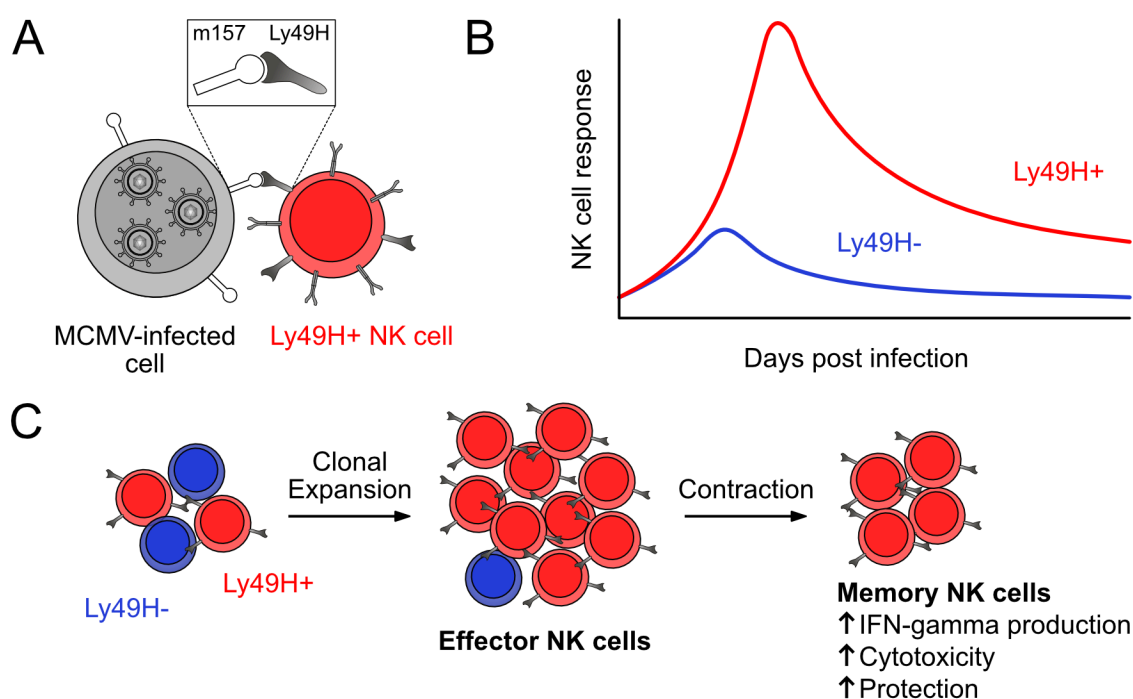 A
m157 Ly49H
MCMV-infected
cell
Ly49H+ NK cell
B
NK cell response
Ly49H+
Ly49H-
Days post infection
C
Ly49H-
Ly49H+
Clonal
Expansion
Effector NK cells
Contraction
Memory NK cells
↑IFN-gamma production
↑Cytotoxicity
↑Protection